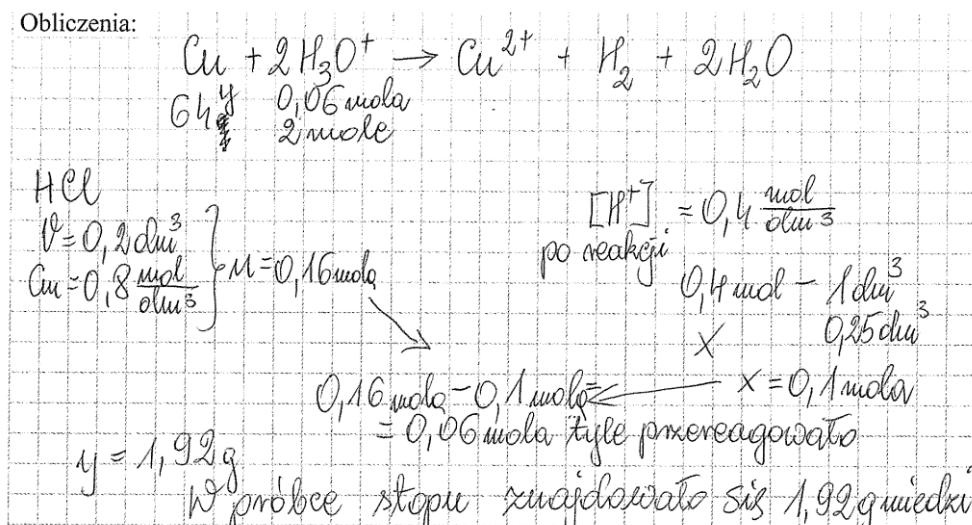 Obliczenia:
Cu + 2H₃O⁺ → Cu²⁺ + H₂ + 2H₂O
64g y 0,06 mola
2 mole
HCl
V = 0,2 dm³
Cm = 0,8 mol/dm³
n = 0,16 mola
[H⁺] = 0,4 mol/dm³
po reakcji
0,4 mol – 1 dm³
x 0,25 dm³
x = 0,1 mola
0,16 mola – 0,1 mola =
= 0,06 mola tyle przereagowało
y = 1,92g
W próbce stopu znajdowało się 1,92 g miedzi